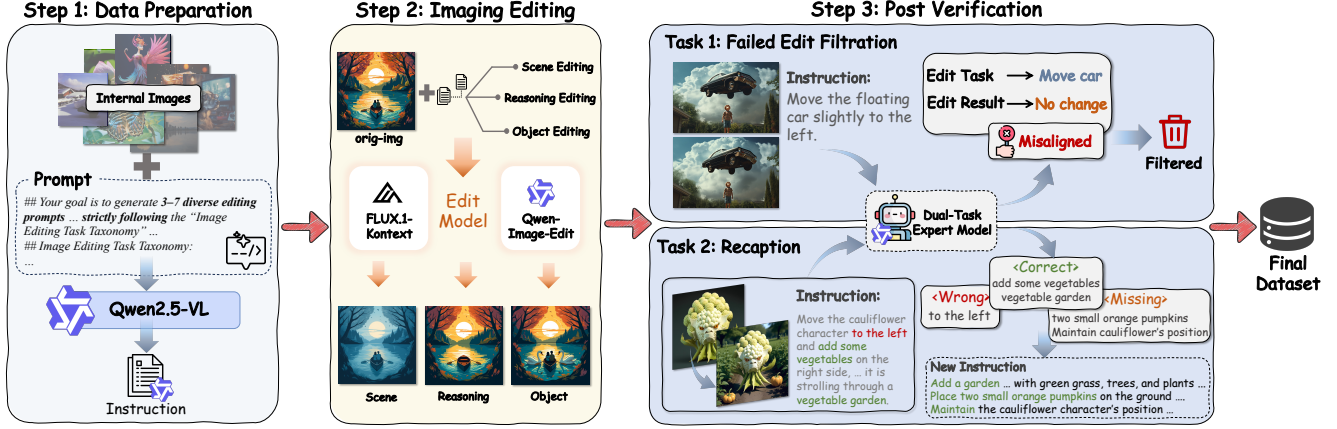 Step 1: Data Preparation
Internal Images
Prompt
## Your goal is to generate 3–7 diverse editing
prompts ... strictly following the “Image
Editing Task Taxonomy” ...
## Image Editing Task Taxonomy:
...
Qwen2.5-VL
Instruction
Step 2: Imaging Editing
orig-img
Scene Editing
Reasoning Editing
Object Editing
FLUX.1-
Kontext
Edit
Model
Qwen-
Image-Edit
Scene
Reasoning
Object
Step 3: Post Verification
Task 1: Failed Edit Filtration
Instruction:
Move the floating
car slightly to the
left.
Edit Task → Move car
Edit Result → No change
Misaligned
Filtered
Dual-Task
Expert Model
Task 2: Recaption
Instruction:
Move the cauliflower
character to the left
and add some
vegetables on the
right side, ... it is
strolling through a
vegetable garden.
<Wrong>
to the left
<Correct>
add some vegetables
vegetable garden
<Missing>
two small orange pumpkins
Maintain cauliflower's position
New Instruction
Add a garden ... with green grass, trees, and plants ...
Place two small orange pumpkins on the ground ....
Maintain the cauliflower character's position ...
Final
Dataset